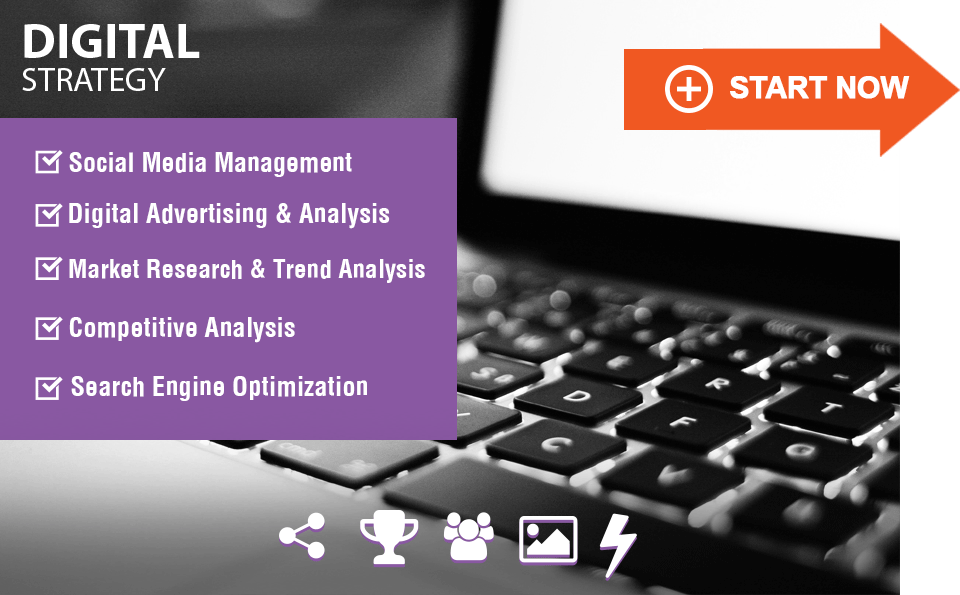 DIGITAL
STRATEGY
START NOW
Social Media Management
Digital Advertising & Analysis
Market Research & Trend Analysis
Competitive Analysis
Search Engine Optimization
E
R
T
D
F
G
C
V
cmd